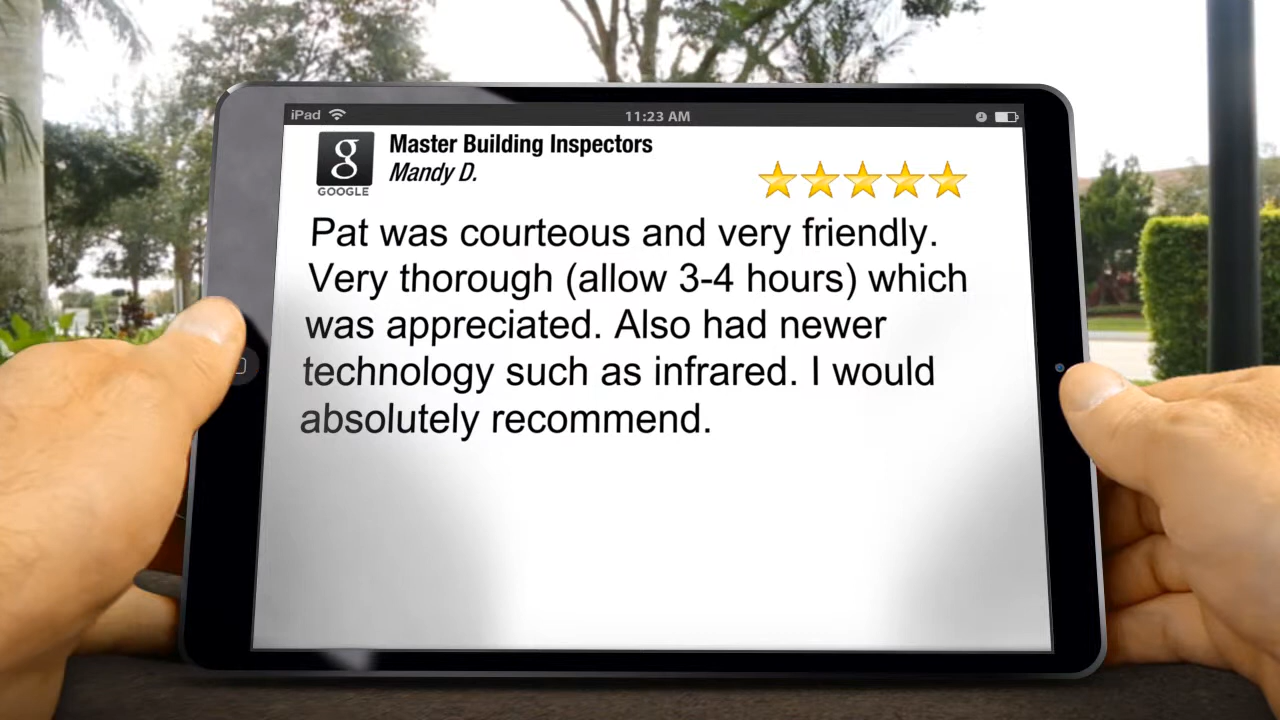 iPad
11:23 AM
g
GOOGLE
Master Building Inspectors
Mandy D.
Pat was courteous and very friendly.
Very thorough (allow 3-4 hours) which
was appreciated. Also had newer
technology such as infrared. I would
absolutely recommend.